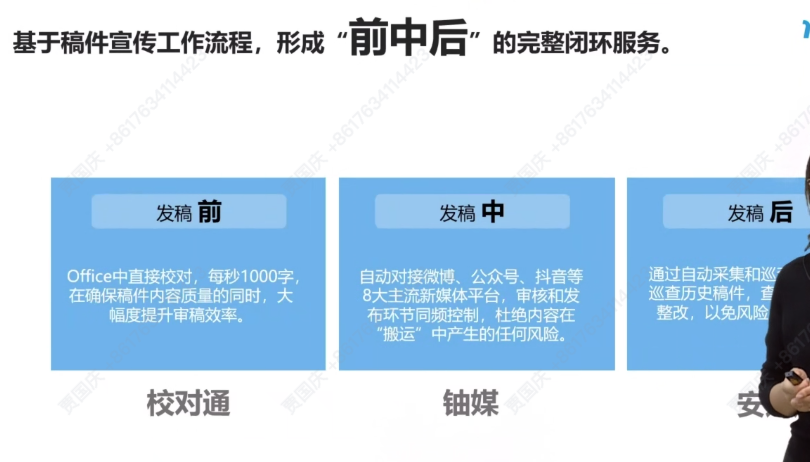 基于稿件宣传工作流程，形成“前中后”的完整闭环服务。
发稿 前
Office中直接校对，每秒1000字，
在确保稿件内容质量的同时，大
幅度提升审稿效率。
校对通
发稿 中
自动对接微博、公众号、抖音等
8大主流新媒体平台，审核和发
布环节同频控制，杜绝内容在
“搬运”中产生的任何风险。
铀媒
发稿 后
通过自动采集和巡
巡查历史稿件，
整改，以免风险
贾国庆 +8617634114423